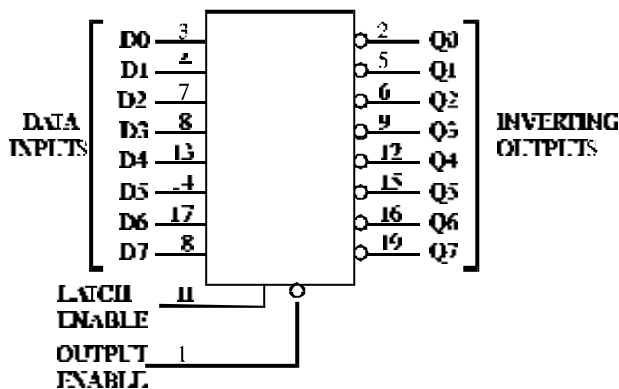 D0 3 2 Q0
D1 5 Q1
D2 7 6 Q2
DATA INPUTS
D3 8 9 Q3
INVERTING OUTPUTS
D4 13 12 Q4
D5 15 Q5
D6 17 16 Q6
D7 8 19 Q7
LATCH 11
ENABLE
OUTPUT 1
ENABLE